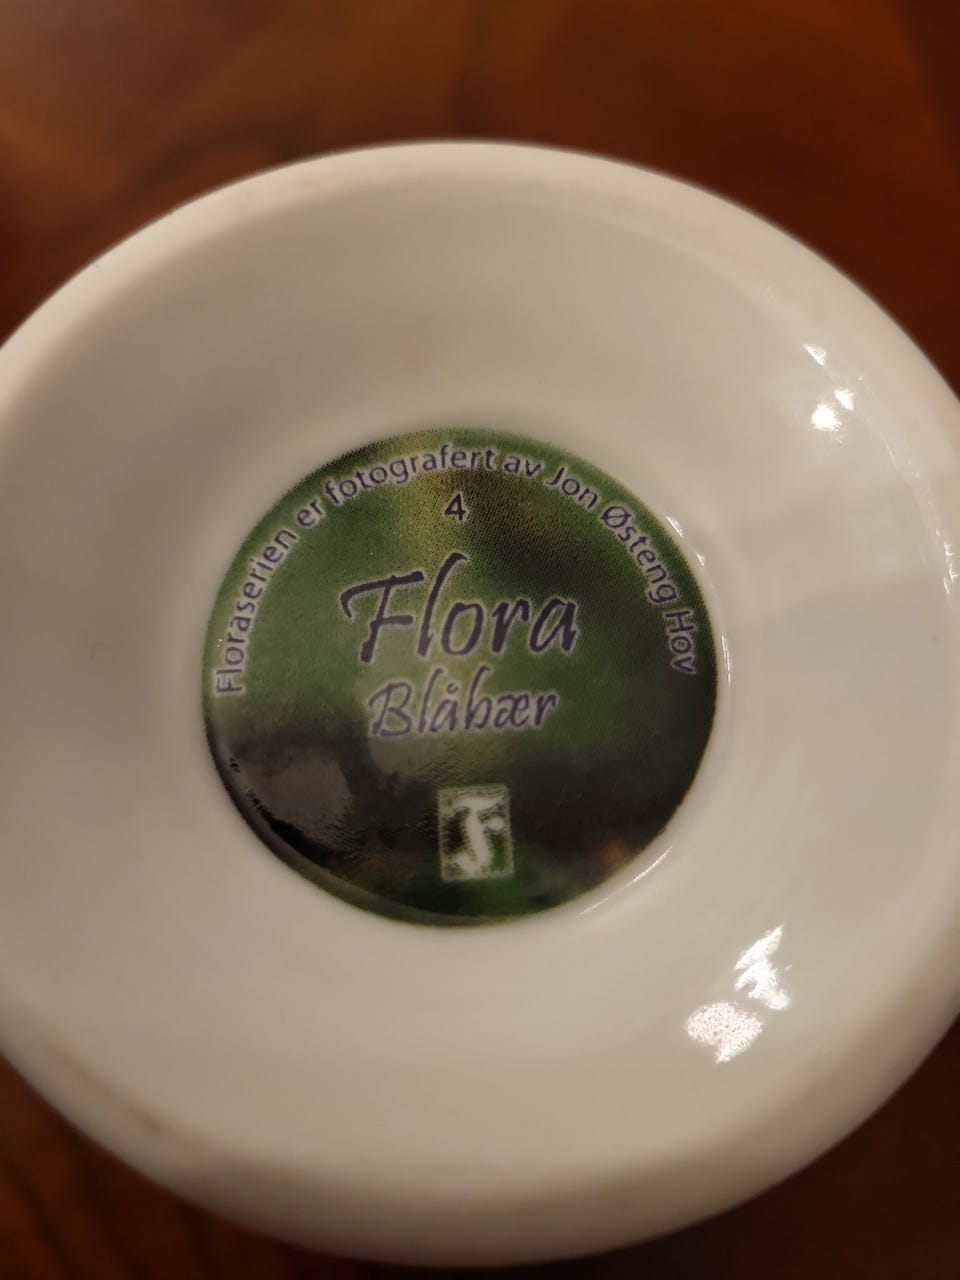 Floraserien er fotografert av Jon Østeng Hov
4
Flora
Blåbær
F